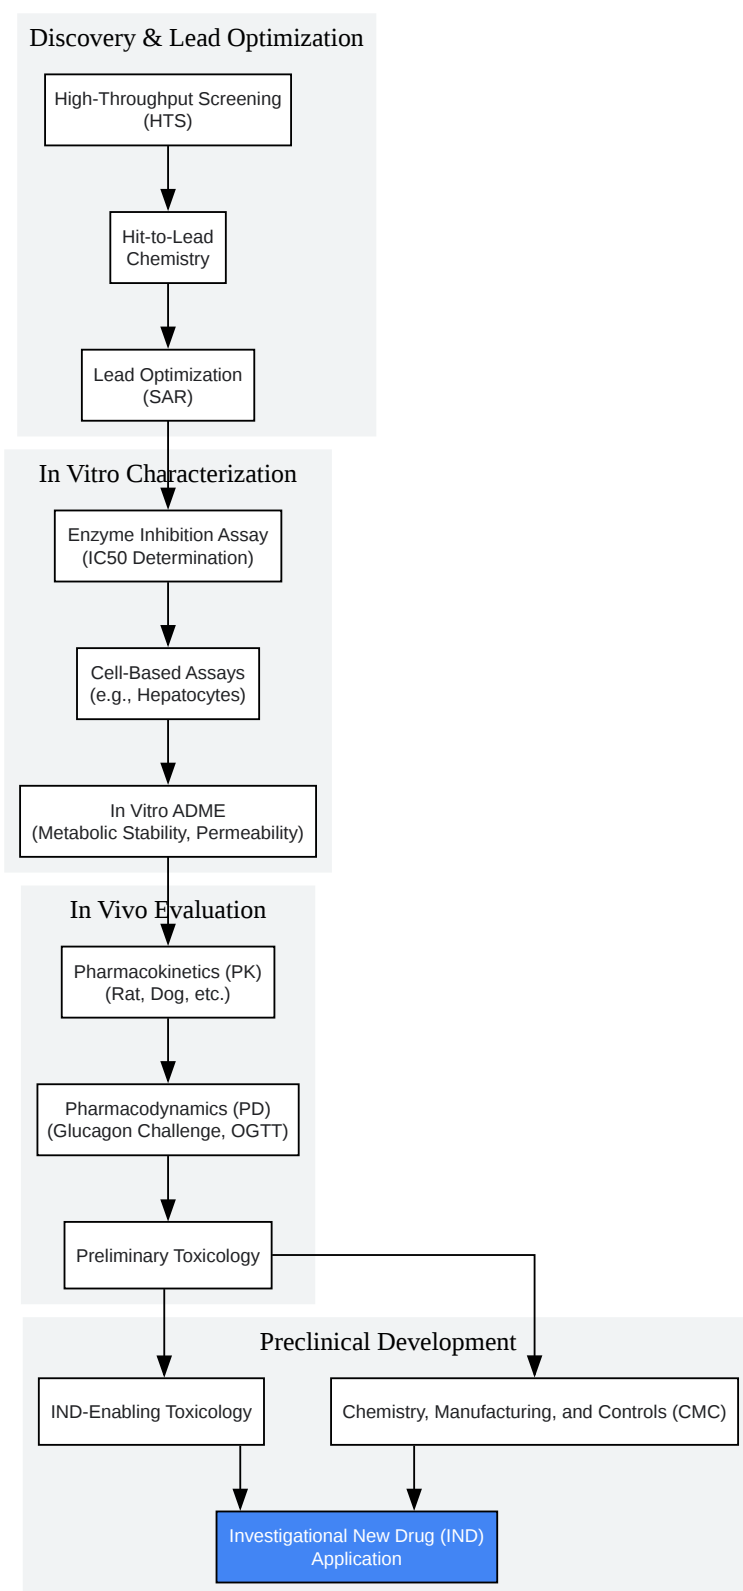 Discovery & Lead Optimization
High-Throughput Screening
(HTS)
Hit-to-Lead
Chemistry
Lead Optimization
(SAR)
In Vitro Characterization
Enzyme Inhibition Assay
(IC50 Determination)
Cell-Based Assays
(e.g., Hepatocytes)
In Vitro ADME
(Metabolic Stability, Permeability)
In Vivo Evaluation
Pharmacokinetics (PK)
(Rat, Dog, etc.)
Pharmacodynamics (PD)
(Glucagon Challenge, OGTT)
Preliminary Toxicology
Preclinical Development
IND-Enabling Toxicology
Chemistry, Manufacturing, and Controls (CMC)
Investigational New Drug (IND)
Application